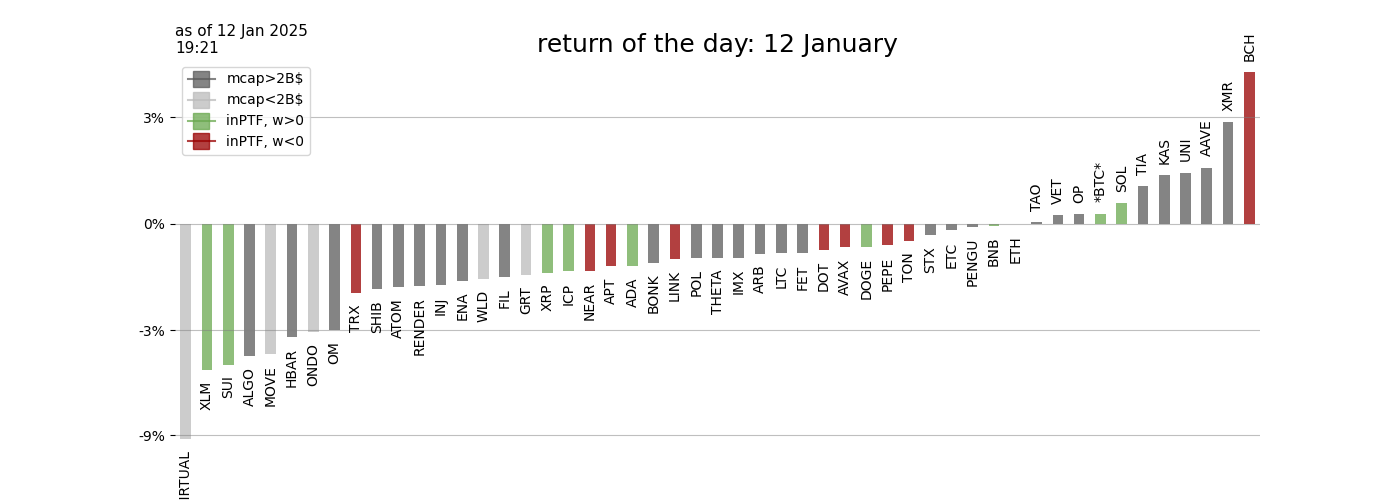 as of 12 Jan 2025
19:21
return of the day: 12 January
mcap>2B$
mcap<2B$
inPTF, w>0
inPTF, w<0
3%
0%
-3%
-9%
IRTUAL
XLM
SUI
ALGO
MOVE
HBAR
ONDO
OM
TRX
SHIB
ATOM
RENDER
INJ
ENA
WLD
FIL
GRT
XRP
ICP
NEAR
APT
ADA
BONK
LINK
POL
THETA
IMX
ARB
LTC
FET
DOT
AVAX
DOGE
PEPE
TON
STX
ETC
PENGU
BNB
ETH
TAO
VET
OP
*BTC*
SOL
TIA
KAS
UNI
AAVE
XMR
BCH